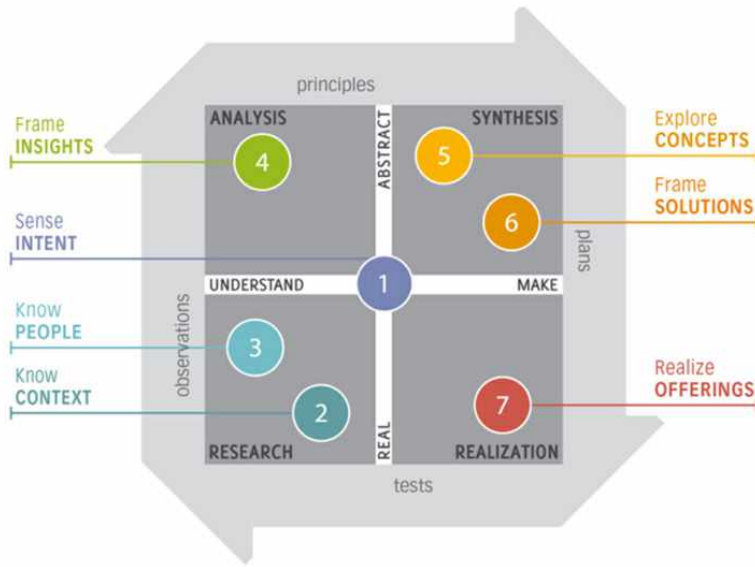 principles
ANALYSIS
ABSTRACT
SYNTHESIS
Frame
INSIGHTS
4
5
Explore
CONCEPTS
6
Frame
SOLUTIONS
Sense
INTENT
plans
UNDERSTAND
1
MAKE
observations
Know
PEOPLE
3
Know
CONTEXT
2
7
Realize
OFFERINGS
RESEARCH
REAL
REALIZATION
tests